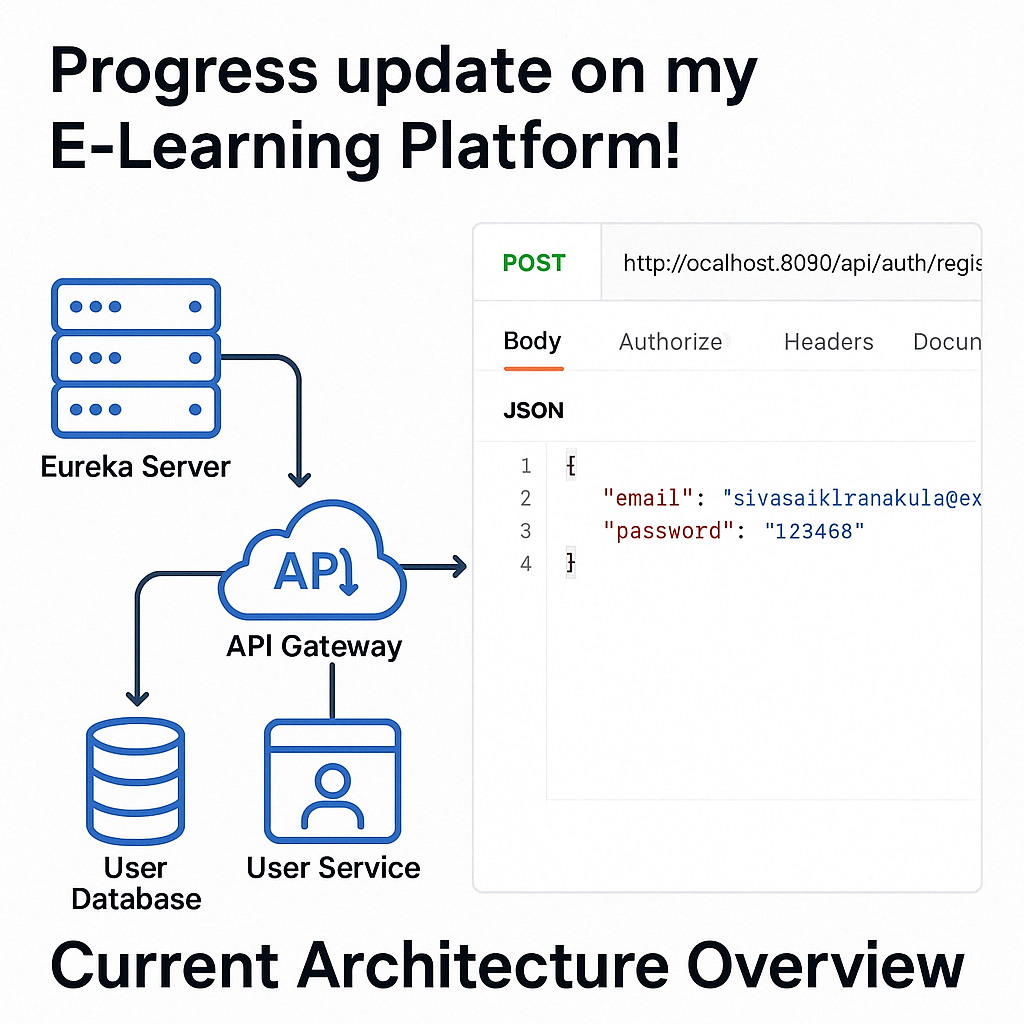 Progress update on my
E-Learning Platform!
POST
http://ocalhost.8090/api/auth/regis
Body Authorize Headers Docun
JSON
1 {
2 "email": "sivasaiklranakula@ex
3 "password": "123468"
4 }
Eureka Server
API
API Gateway
User
Database
User Service
Current Architecture Overview